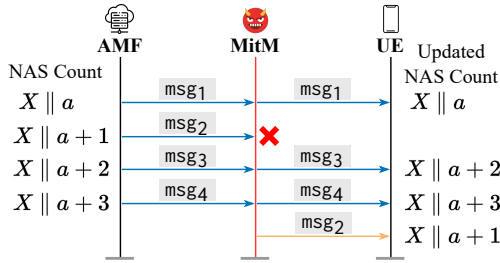 AMF MitM UE
NAS Count
Updated
NAS Count
X ∥ a msg1 msg1 X ∥ a
X ∥ a + 1 msg2
X ∥ a + 2 msg3 msg3 X ∥ a + 2
X ∥ a + 3 msg4 msg4 X ∥ a + 3
msg2 X ∥ a + 1